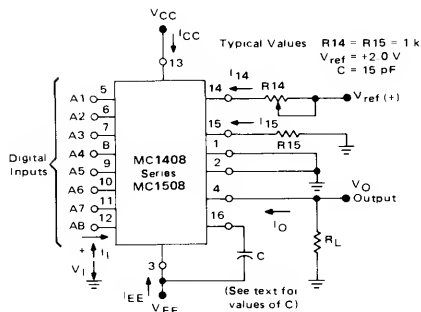 VCC
ICC
13
Typical Values R14 = R15 = 1 k
Vref = +2.0 V
C = 15 pF
Digital Inputs
A1 5
A2 6
A3 7
A4 8
A5 9
A6 10
A7 11
A8 12
MC1408
Series
MC1508
14 I14 R14 Vref (+)
15 I15 R15
1
2
4 VO
Output
IO
16
RL
C
(See text for
values of C)
+ II
VI
3
IEE
VEE